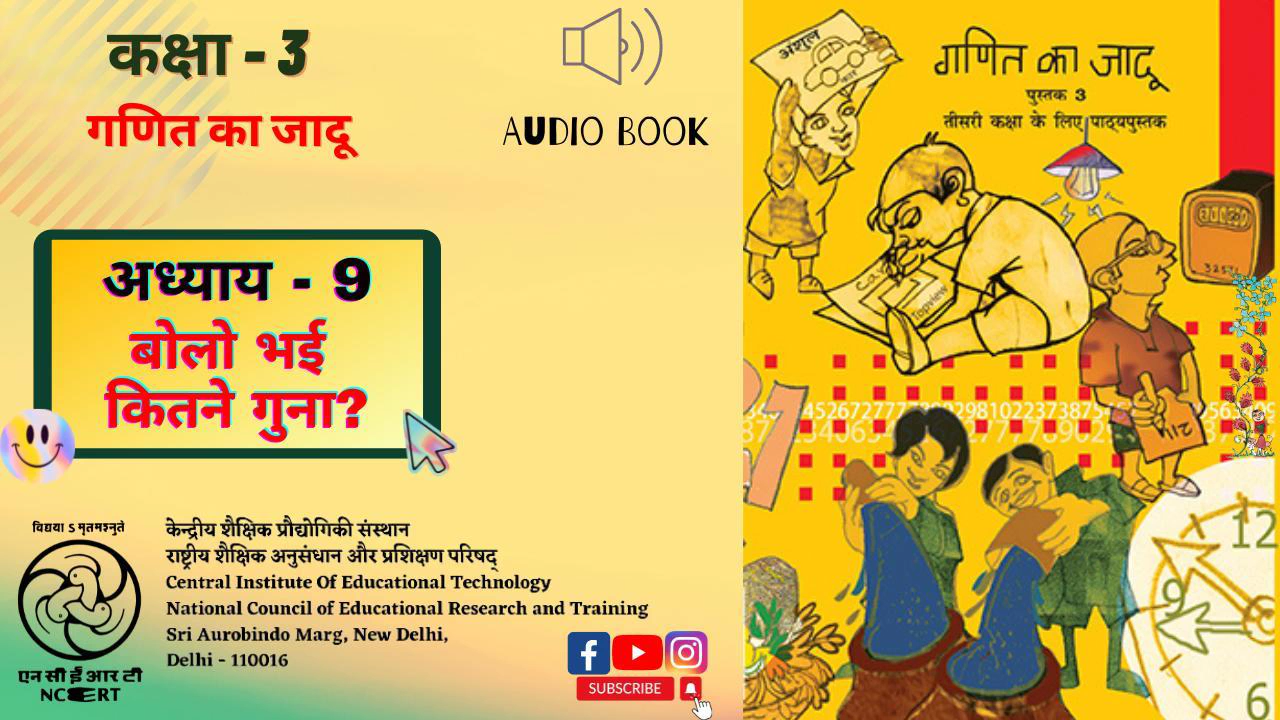 कक्षा - 3
गणित का जादू
AUDIO BOOK
अध्याय - 9
बोलो भई
कितने गुना?
विद्यया ऽ मृतमश्नुते
एन सी ई आर टी
NCERT
केन्द्रीय शैक्षिक प्रौद्योगिकी संस्थान
राष्ट्रीय शैक्षिक अनुसंधान और प्रशिक्षण परिषद्
Central Institute Of Educational Technology
National Council of Educational Research and Training
Sri Aurobindo Marg, New Delhi,
Delhi - 110016
SUBSCRIBE
अंशुल
कार
गणित का जादू
पुस्तक 3
तीसरी कक्षा के लिए पाठ्यपुस्तक
Topview
12
9
6